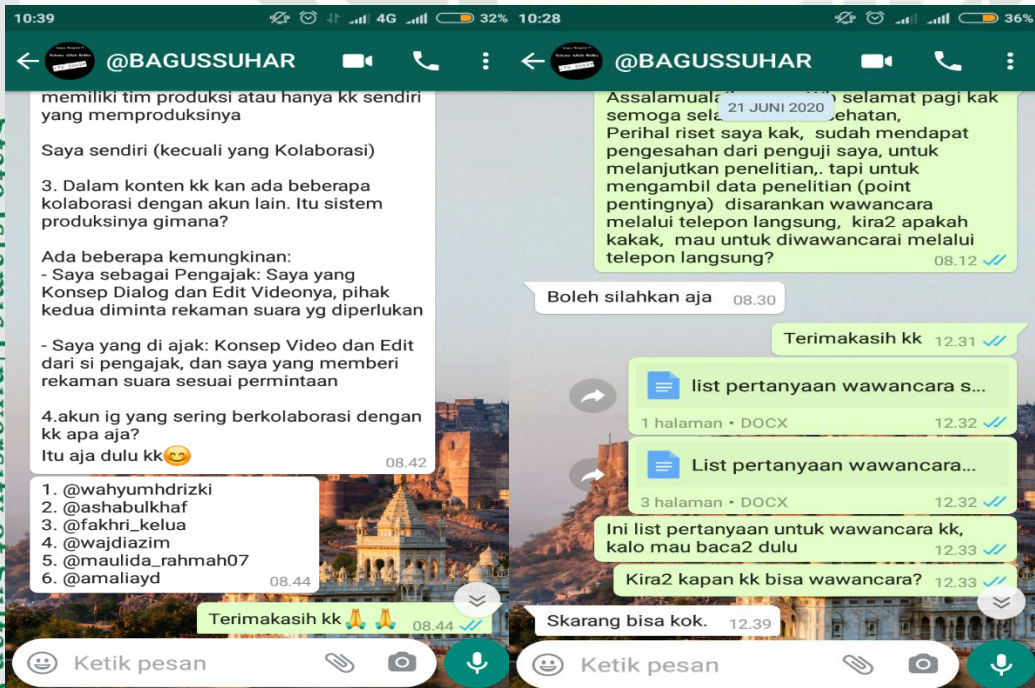 10:39
4G
32%
@BAGUSSUHAR
memiliki tim produksi atau hanya kk sendiri
yang memproduksinya
Saya sendiri (kecuali yang Kolaborasi)
3. Dalam konten kk kan ada beberapa
kolaborasi dengan akun lain. Itu sistem
produksinya gimana?
Ada beberapa kemungkinan:
- Saya sebagai Pengajak: Saya yang
Konsep Dialog dan Edit Videonya, pihak
kedua diminta rekaman suara yg diperlukan
- Saya yang di ajak: Konsep Video dan Edit
dari si pengajak, dan saya yang memberi
rekaman suara sesuai permintaan
4.akun ig yang sering berkolaborasi dengan
kk apa aja?
Itu aja dulu kk😊
08.42
1. @wahyumhdrizki
2. @ashabulkhaf
3. @fakhri_kelua
4. @wajdiazim
5. @maulida_rahmah07
6. @amaliayd
08.44
Terimakasih kk🙏 🙏 08.44
Ketik pesan
10:28
36%
@BAGUSSUHAR
21 JUNI 2020
selamat pagi kak
semoga
Perihal riset saya kak, sudah mendapat
pengesahan dari penguji saya, untuk
melanjutkan penelitian,. tapi untuk
mengambil data penelitian (point
pentingnya) disarankan wawancara
melalui telepon langsung, kira2 apakah
kakak, mau untuk diwawancarai melalui
telepon langsung?
08.12
Boleh silahkan aja 08.30
Terimakasih kk 12.31
list pertanyaan wawancara s...
1 halaman • DOCX 12.32
List pertanyaan wawancara...
3 halaman • DOCX 12.32
Ini list pertanyaan untuk wawancara kk,
kalo mau baca2 dulu
12.33
Kira2 kapan kk bisa wawancara? 12.33
Skarang bisa kok. 12.39
Ketik pesan